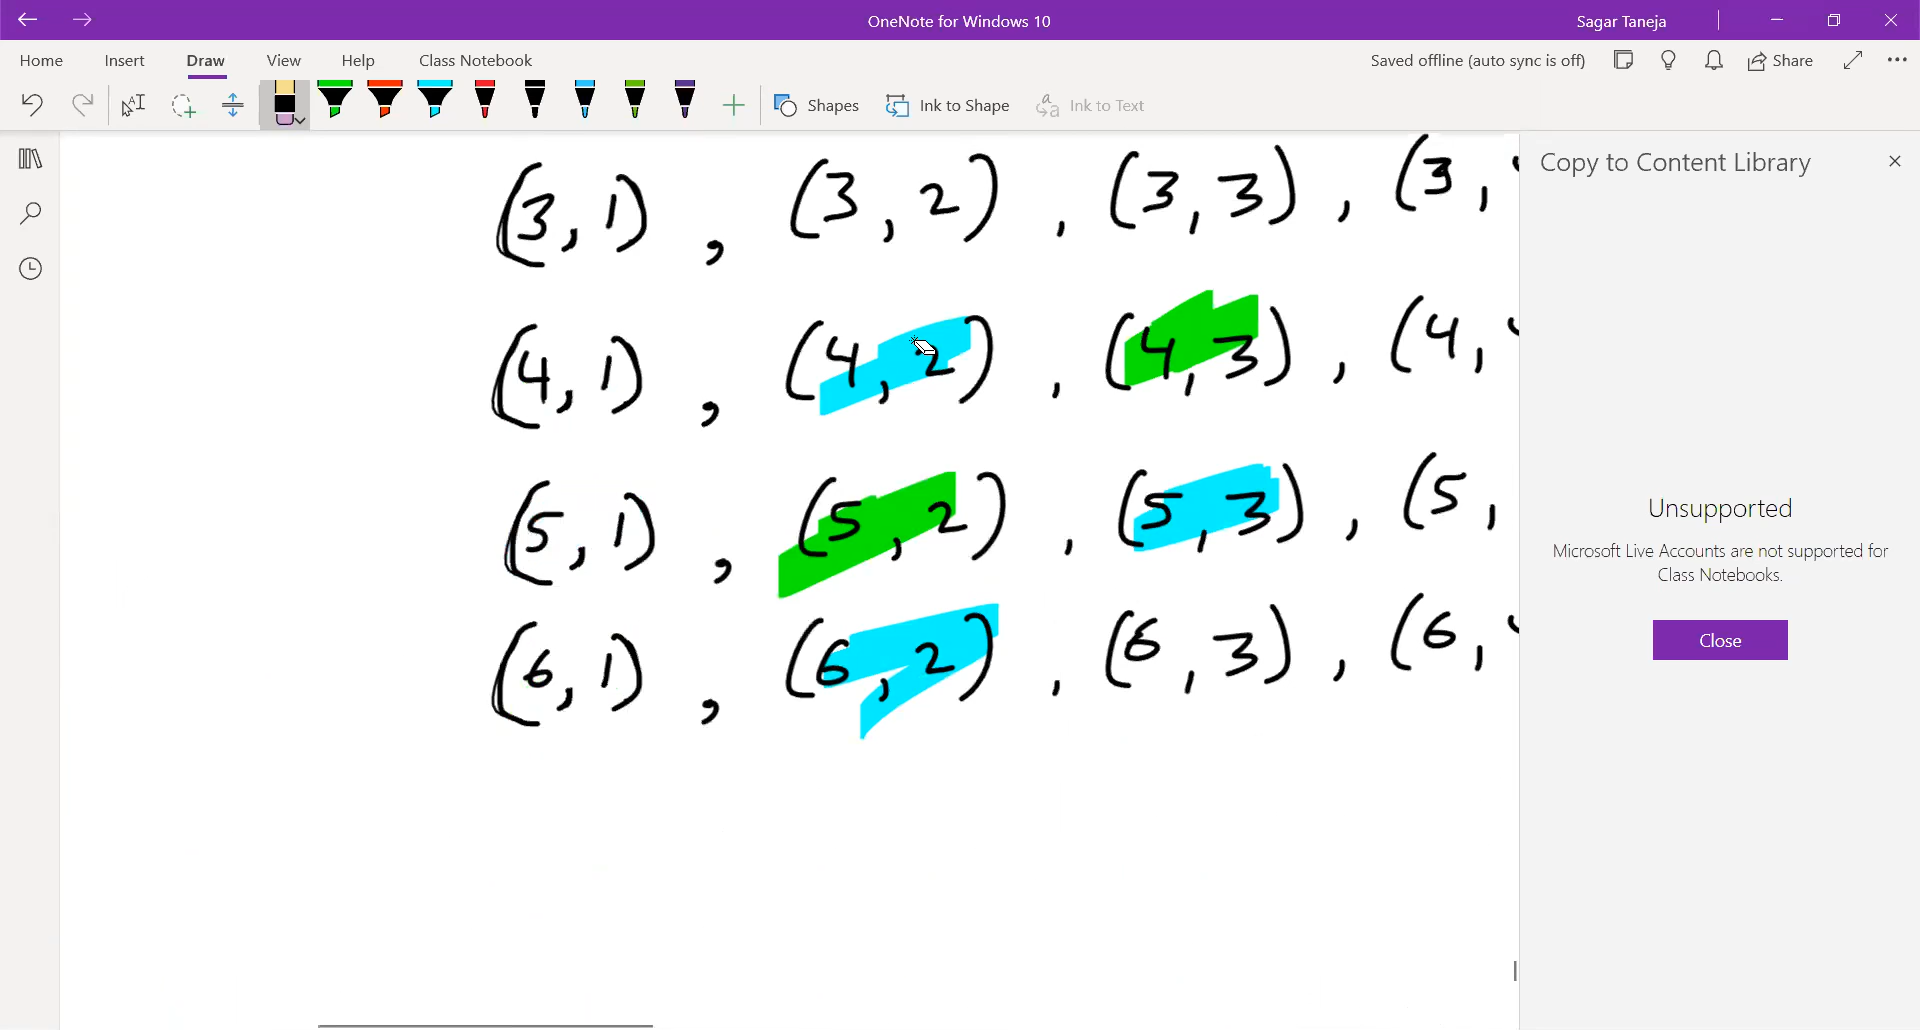 OneNote for Windows 10
Sagar Taneja
Home Insert Draw View Help Class Notebook
Saved offline (auto sync is off)
Share
Shapes
Ink to Shape
Ink to Text
Copy to Content Library
(3, 1) , (3, 2) , (3, 3) , (3,
(4, 1) , (4, 2) , (4, 3) , (4,
(5, 1) , (5, 2) , (5, 3) , (5,
(6, 1) , (6, 2) , (6, 3) , (6,
Unsupported
Microsoft Live Accounts are not supported for
Class Notebooks.
Close